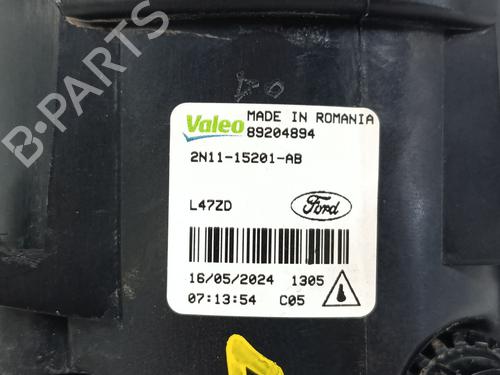 B-PARTS
Valeo MADE IN ROMANIA
89204894
2N11-15201-AB
L47ZD Ford
16/05/2024 1305
07:13:54 C05